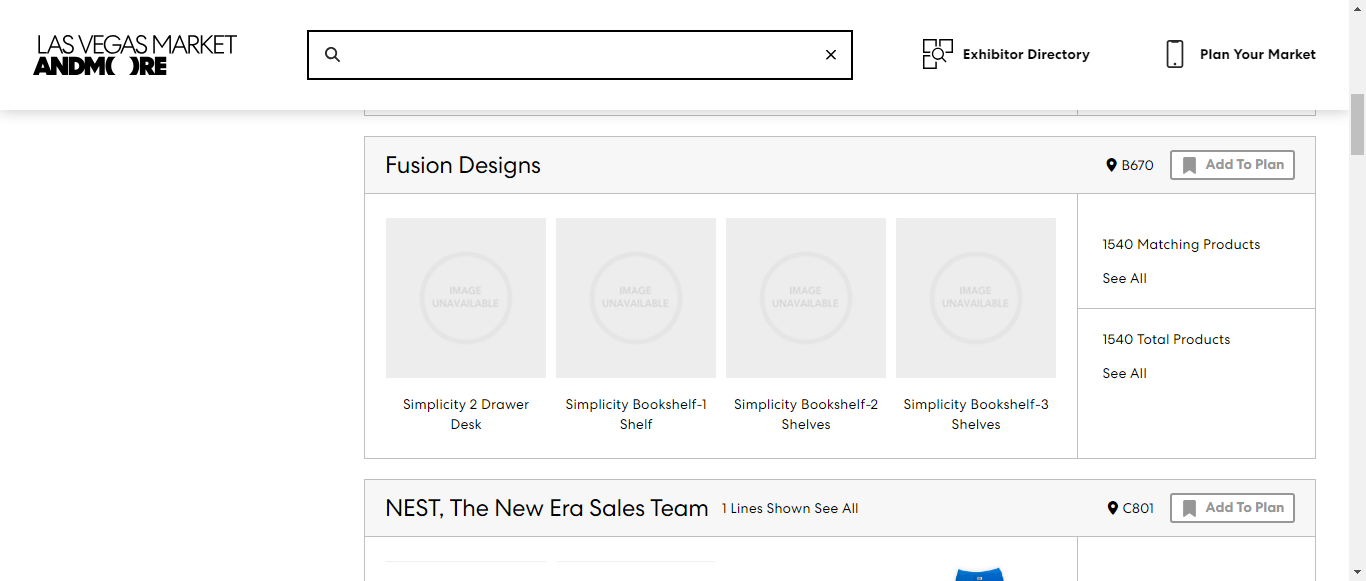 LAS VEGAS MARKET
ANDMORE
Exhibitor Directory
Plan Your Market
Fusion Designs
B670
Add To Plan
IMAGE
UNAVAILABLE
IMAGE
UNAVAILABLE
IMAGE
UNAVAILABLE
IMAGE
UNAVAILABLE
Simplicity 2 Drawer
Desk
Simplicity Bookshelf-1
Shelf
Simplicity Bookshelf-2
Shelves
Simplicity Bookshelf-3
Shelves
1540 Matching Products
See All
1540 Total Products
See All
NEST, The New Era Sales Team
1 Lines Shown See All
C801
Add To Plan